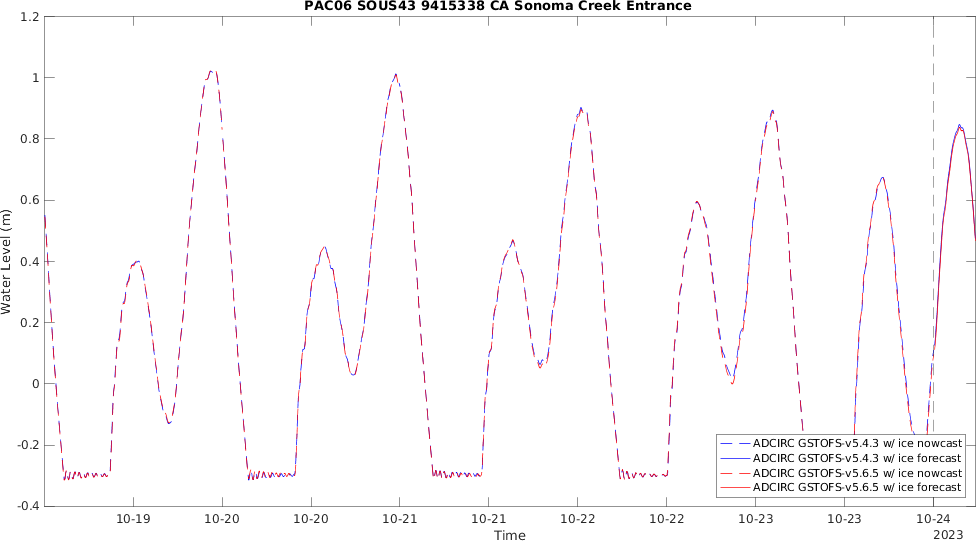 PAC06 SOUS43 9415338 CA Sonoma Creek Entrance
1.2
1
0.8
0.6
0.4
0.2
0
-0.2
-0.4
Water Level (m)
ADCIRC GSTOFS-v5.4.3 w/ ice nowcast
ADCIRC GSTOFS-v5.4.3 w/ ice forecast
ADCIRC GSTOFS-v5.6.5 w/ ice nowcast
ADCIRC GSTOFS-v5.6.5 w/ ice forecast
10-19 10-20 10-20 10-21 10-21 10-22 10-22 10-23 10-23 10-24
2023
Time